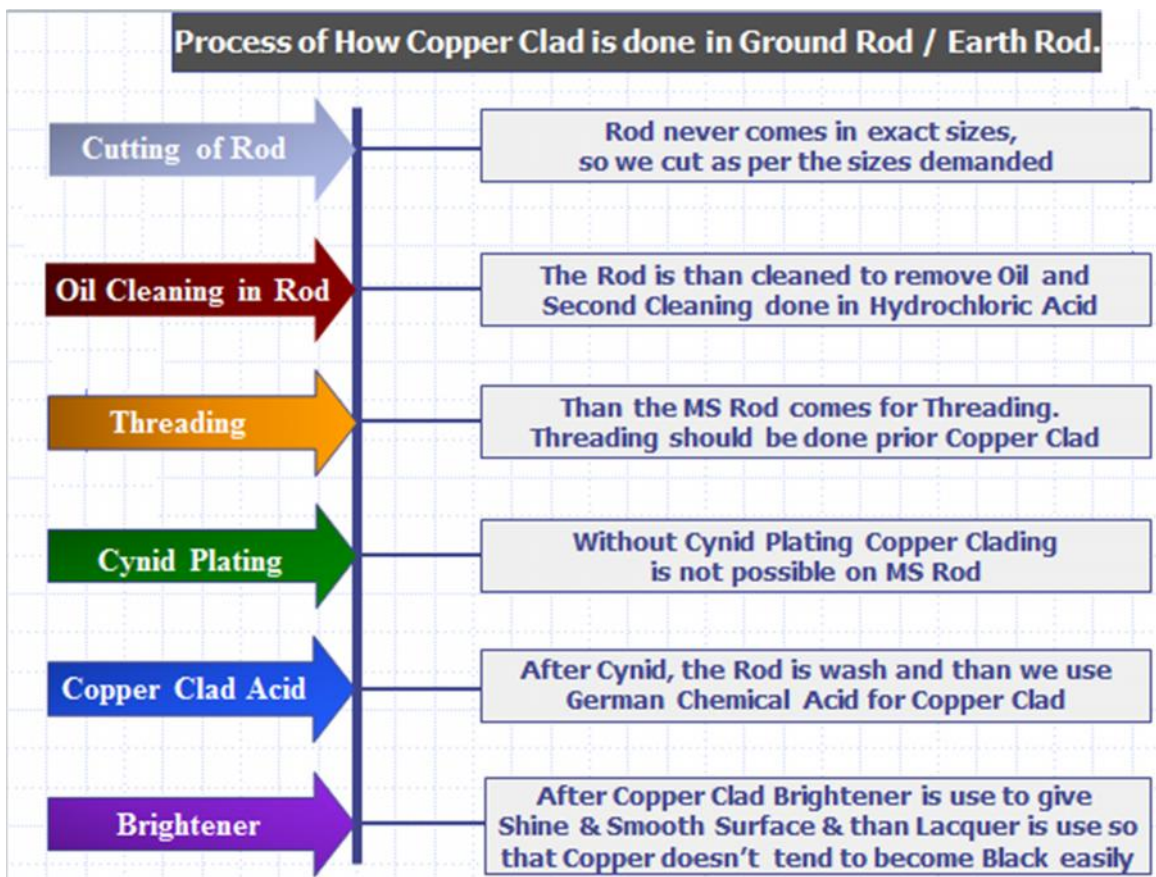 Process of How Copper Clad is done in Ground Rod / Earth Rod.
Cutting of Rod
Rod never comes in exact sizes,
so we cut as per the sizes demanded
Oil Cleaning in Rod
The Rod is than cleaned to remove Oil and
Second Cleaning done in Hydrochloric Acid
Threading
Than the MS Rod comes for Threading.
Threading should be done prior Copper Clad
Cynid Plating
Without Cynid Plating Copper Clading
is not possible on MS Rod
Copper Clad Acid
After Cynid, the Rod is wash and than we use
German Chemical Acid for Copper Clad
Brightener
After Copper Clad Brightener is use to give
Shine & Smooth Surface & than Lacquer is use so
that Copper doesn't tend to become Black easily